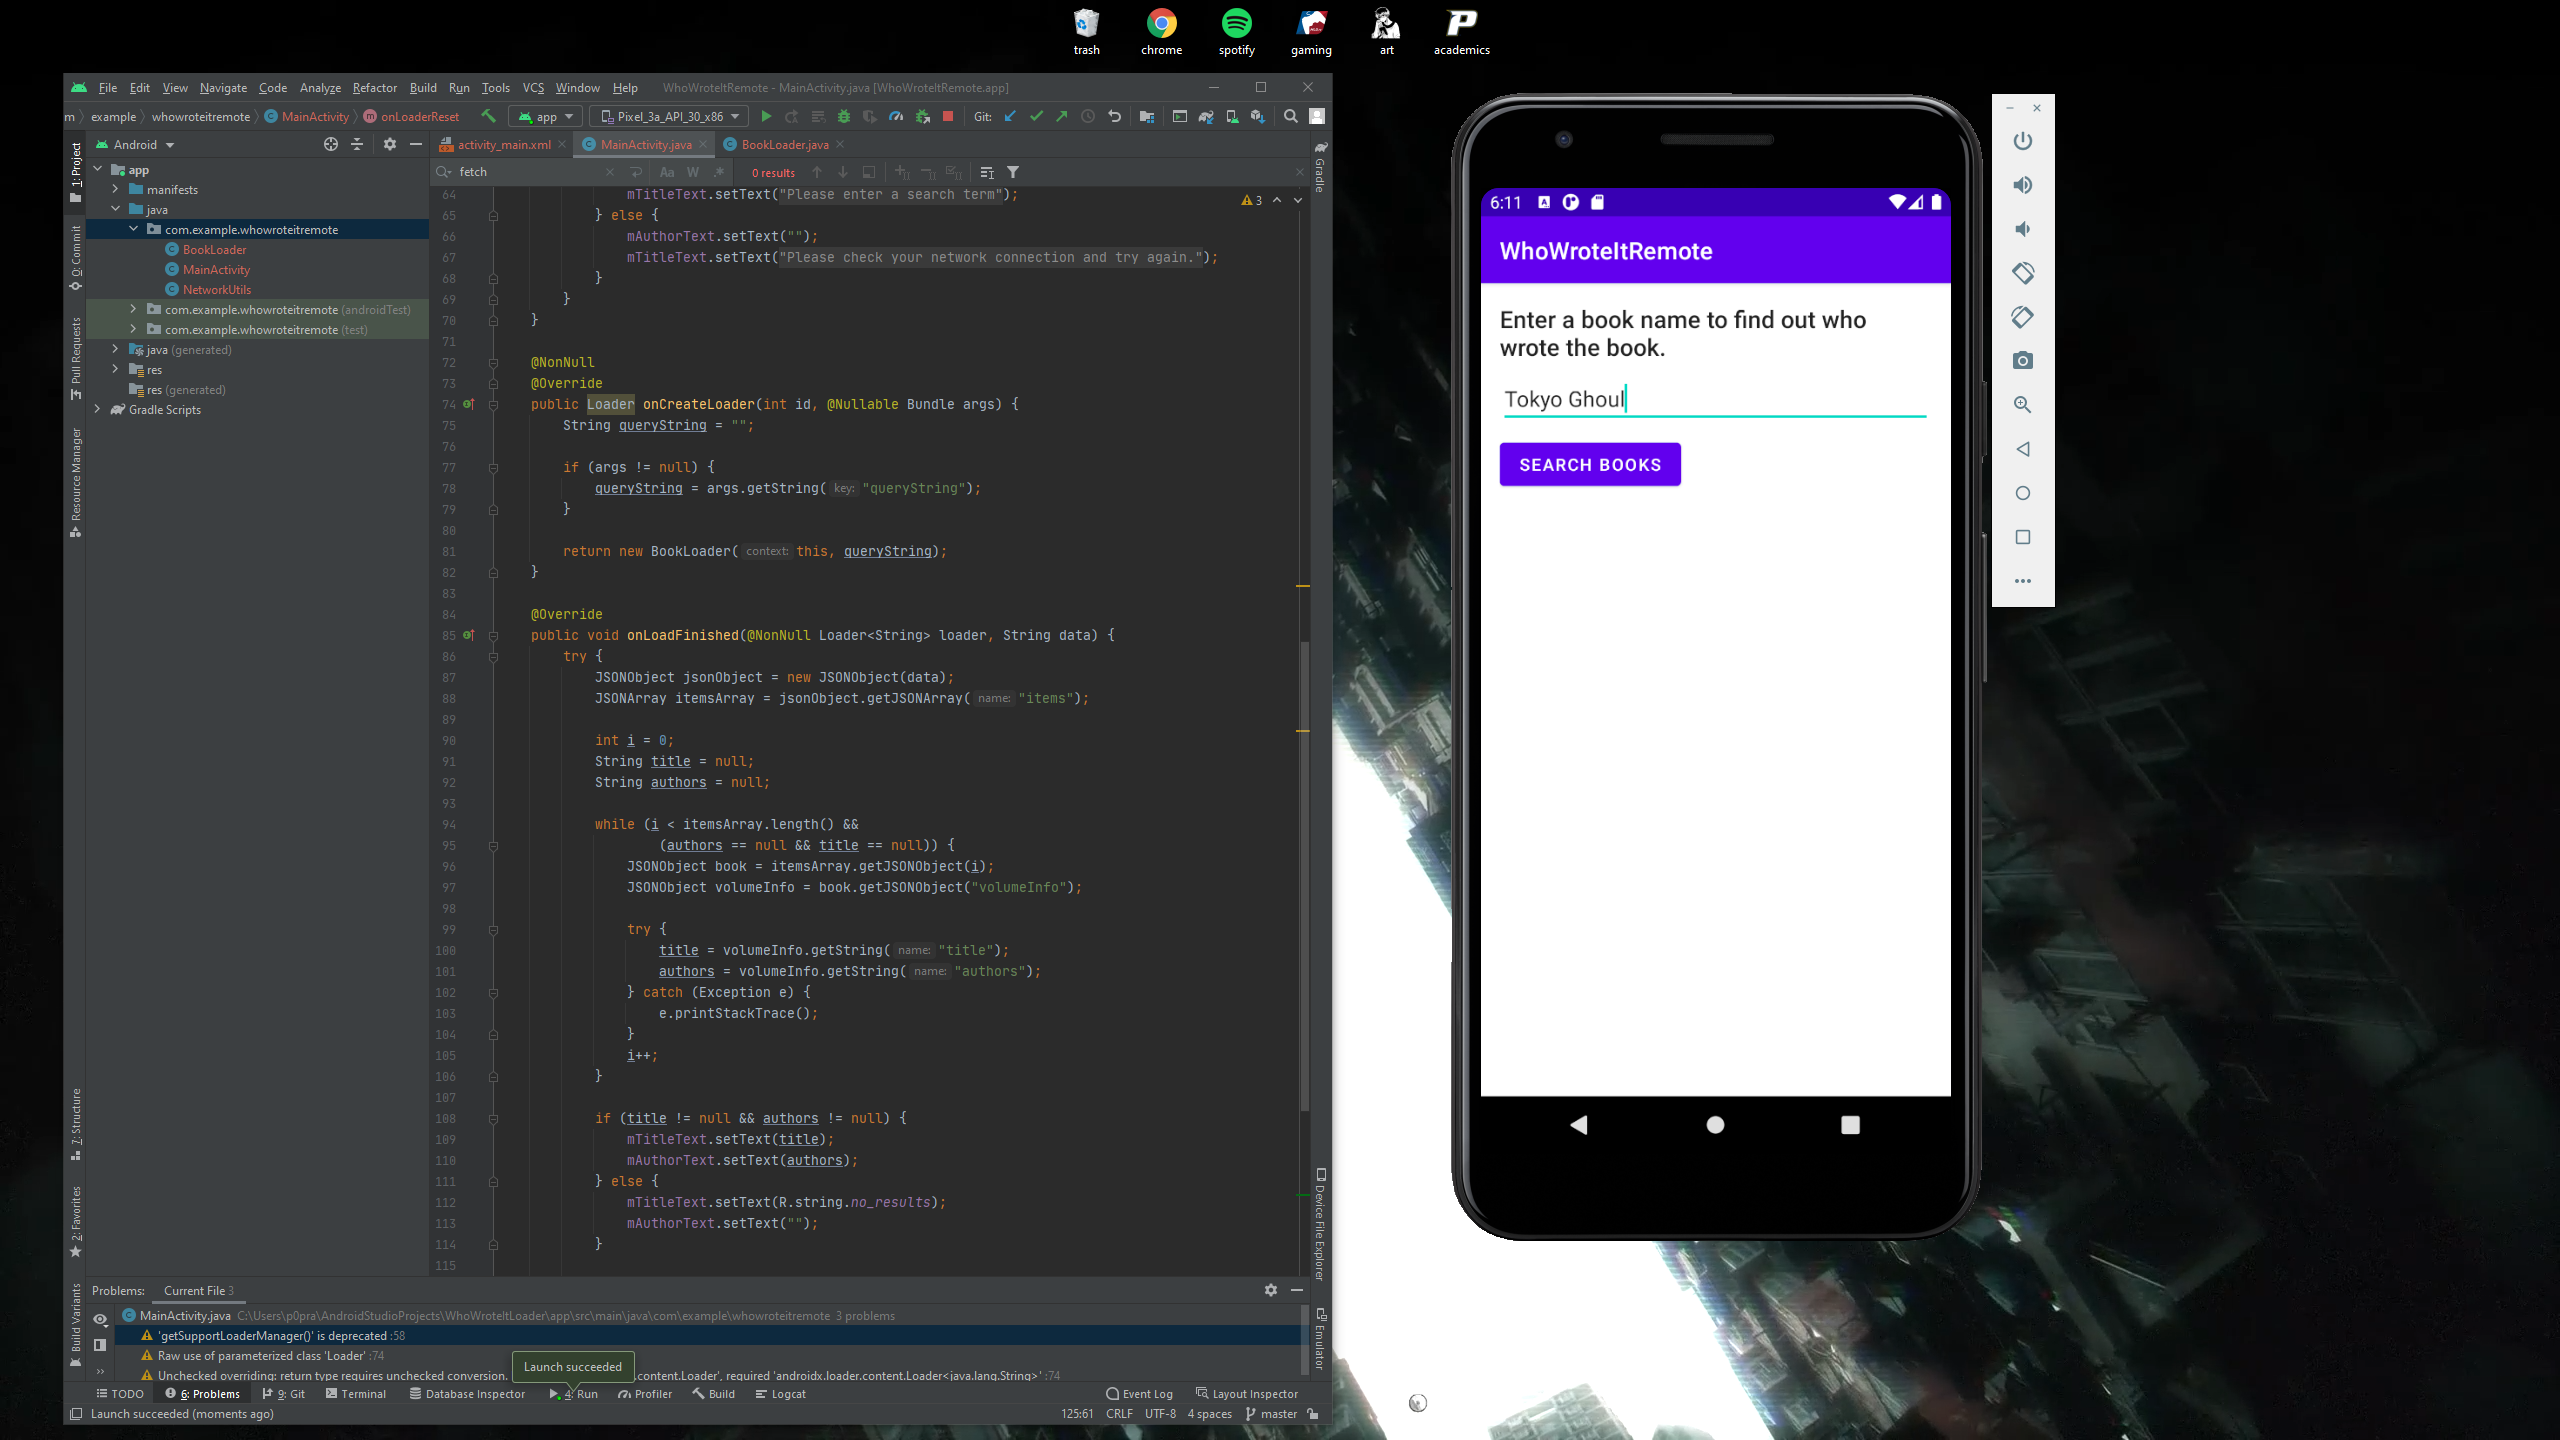 trash
chrome
spotify
gaming
art
academics
File Edit View Navigate Code Analyze Refactor Build Run Tools VCS Window Help WhoWroteItRemote - MainActivity.java [WhoWroteItRemote.app]
m example whowroteitremote MainActivity onLoaderReset app Pixel_3a_API_30_x86 Git:
1: Project
0: Commit
Pull Requests
Resource Manager
7: Structure
2: Favorites
Build Variants
Android
app
manifests
java
com.example.whowroteitremote
BookLoader
MainActivity
NetworkUtils
com.example.whowroteitremote (androidTest)
com.example.whowroteitremote (test)
java (generated)
res
res (generated)
Gradle Scripts
activity_main.xml MainActivity.java BookLoader.java
fetch Aa W .* 0 results
3
64 mTitleText.setText("Please enter a search term");
65 } else {
66 mAuthorText.setText("");
67 mTitleText.setText("Please check your network connection and try again.");
68 }
69 }
70 }
71
72 @NonNull
73 @Override
74 public Loader onCreateLoader(int id, @Nullable Bundle args) {
75 String queryString = "";
76
77 if (args != null) {
78 queryString = args.getString( key: "queryString");
79 }
80
81 return new BookLoader( context: this, queryString);
82 }
83
84 @Override
85 public void onLoadFinished(@NonNull Loader<String> loader, String data) {
86 try {
87 JSONObject jsonObject = new JSONObject(data);
88 JSONArray itemsArray = jsonObject.getJSONArray( name: "items");
89
90 int i = 0;
91 String title = null;
92 String authors = null;
93
94 while (i < itemsArray.length() &&
95 (authors == null && title == null)) {
96 JSONObject book = itemsArray.getJSONObject(i);
97 JSONObject volumeInfo = book.getJSONObject("volumeInfo");
98
99 try {
100 title = volumeInfo.getString( name: "title");
101 authors = volumeInfo.getString( name: "authors");
102 } catch (Exception e) {
103 e.printStackTrace();
104 }
105 i++;
106 }
107
108 if (title != null && authors != null) {
109 mTitleText.setText(title);
110 mAuthorText.setText(authors);
111 } else {
112 mTitleText.setText(R.string.no_results);
113 mAuthorText.setText("");
114 }
115
Gradle
Device File Explorer
Emulator
Problems: Current File 3
MainActivity.java C:\Users\p0pra\AndroidStudioProjects\WhoWroteItLoader\app\src\main\java\com\example\whowroteitremote 3 problems
'getSupportLoaderManager()' is deprecated :58
Raw use of parameterized class 'Loader' :74
Unchecked overriding: return type requires unchecked conversion. content.Loader', required 'androidx.loader.content.Loader<java.lang.String>' :74
Launch succeeded
TODO 6: Problems 9: Git Terminal Database Inspector 4: Run Profiler Build Logcat Event Log Layout Inspector
Launch succeeded (moments ago) 125:61 CRLF UTF-8 4 spaces master
6:11
WhoWroteItRemote
Enter a book name to find out who
wrote the book.
Tokyo Ghoul
SEARCH BOOKS